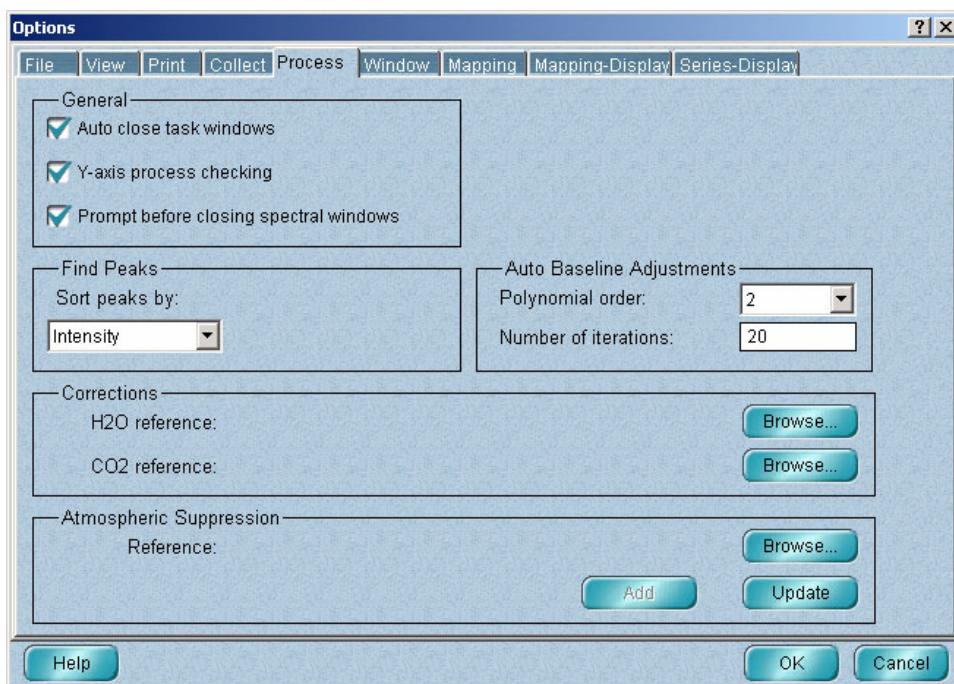 Options
File View Print Collect Process Window Mapping Mapping-Display Series-Display
General
Auto close task windows
Y-axis process checking
Prompt before closing spectral windows
Find Peaks
Sort peaks by:
Intensity
Auto Baseline Adjustments
Polynomial order: 2
Number of iterations: 20
Corrections
H2O reference: Browse...
CO2 reference: Browse...
Atmospheric Suppression
Reference: Browse...
Add Update
Help OK Cancel